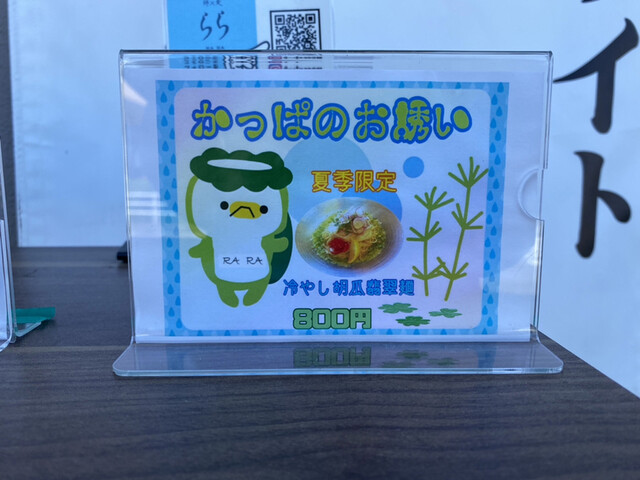 らら
かっぱのお誘い
夏季限定
RA RA
冷やし胡瓜翡翠麺
800円
イト